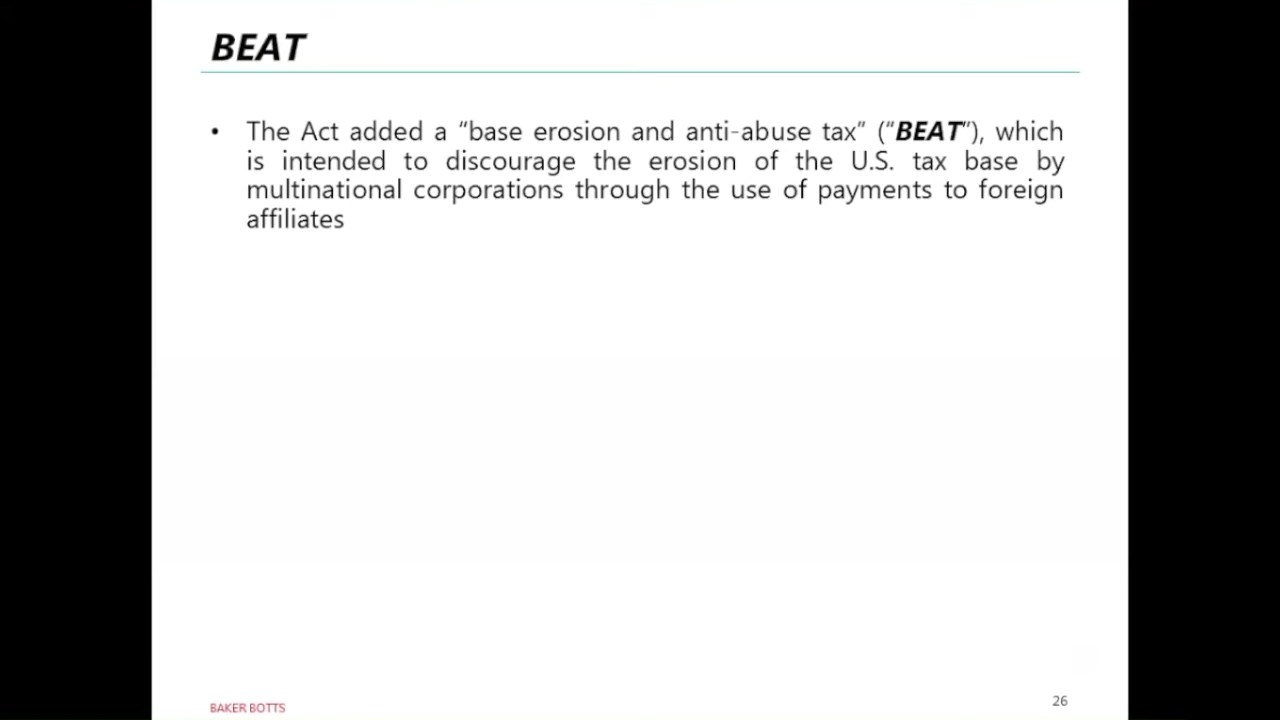 BEAT
• The Act added a “base erosion and anti-abuse tax” (“BEAT”), which
is intended to discourage the erosion of the U.S. tax base by
multinational corporations through the use of payments to foreign
affiliates
BAKER BOTTS
26